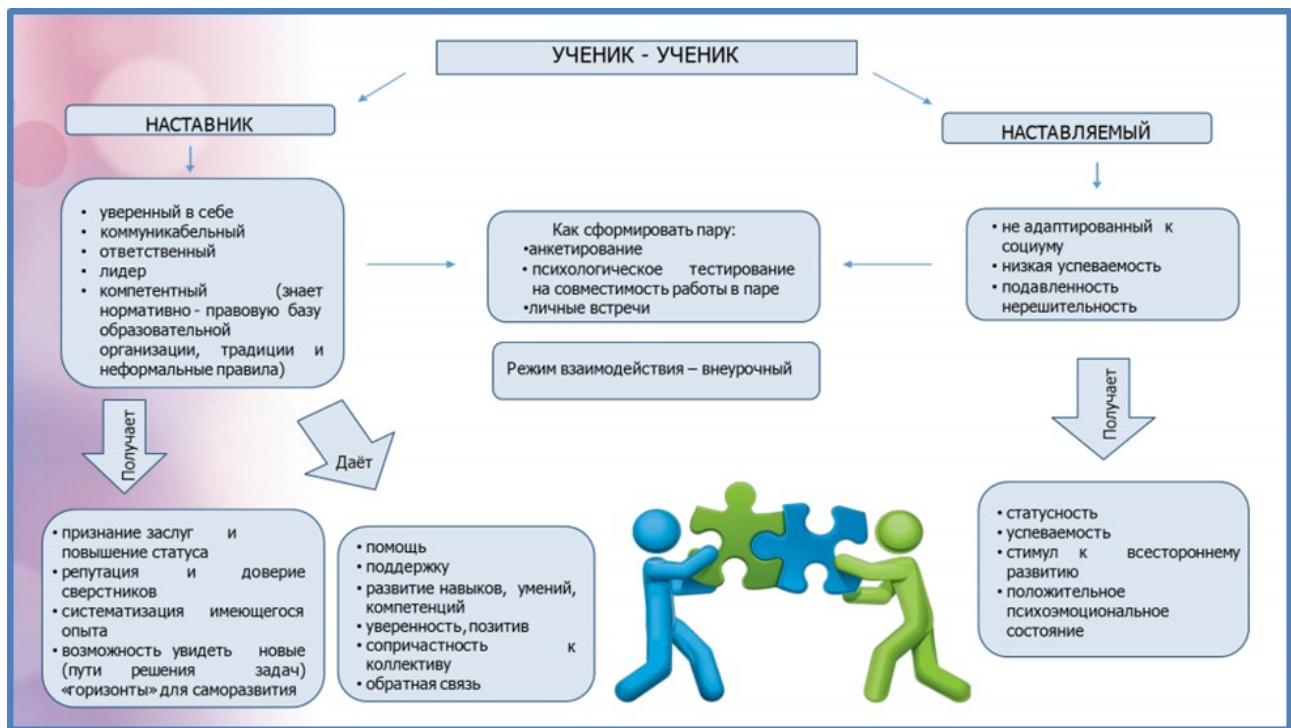 УЧЕНИК - УЧЕНИК
НАСТАВНИК
НАСТАВЛЯЕМЫЙ
• уверенный в себе
• коммуникабельный
• ответственный
• лидер
• компетентный (знает
нормативно - правовую базу
образовательной
организации, традиции и
неформальные правила)
Как сформировать пару:
•анкетирование
• психологическое тестирование
на совместимость работы в паре
•личные встречи
• не адаптированный к
социуму
• низкая успеваемость
• подавленность
нерешительность
Режим взаимодействия – внеурочный
Получает
Даёт
Получает
• признание заслуг и
повышение статуса
• репутация и доверие
сверстников
• систематизация имеющегося
опыта
• возможность увидеть новые
(пути решения задач)
«горизонты» для саморазвития
• помощь
• поддержку
• развитие навыков, умений,
компетенций
• уверенность, позитив
• сопричастность к
коллективу
• обратная связь
• статусность
• успеваемость
• стимул к всестороннему
развитию
• положительное
психоэмоциональное
состояние